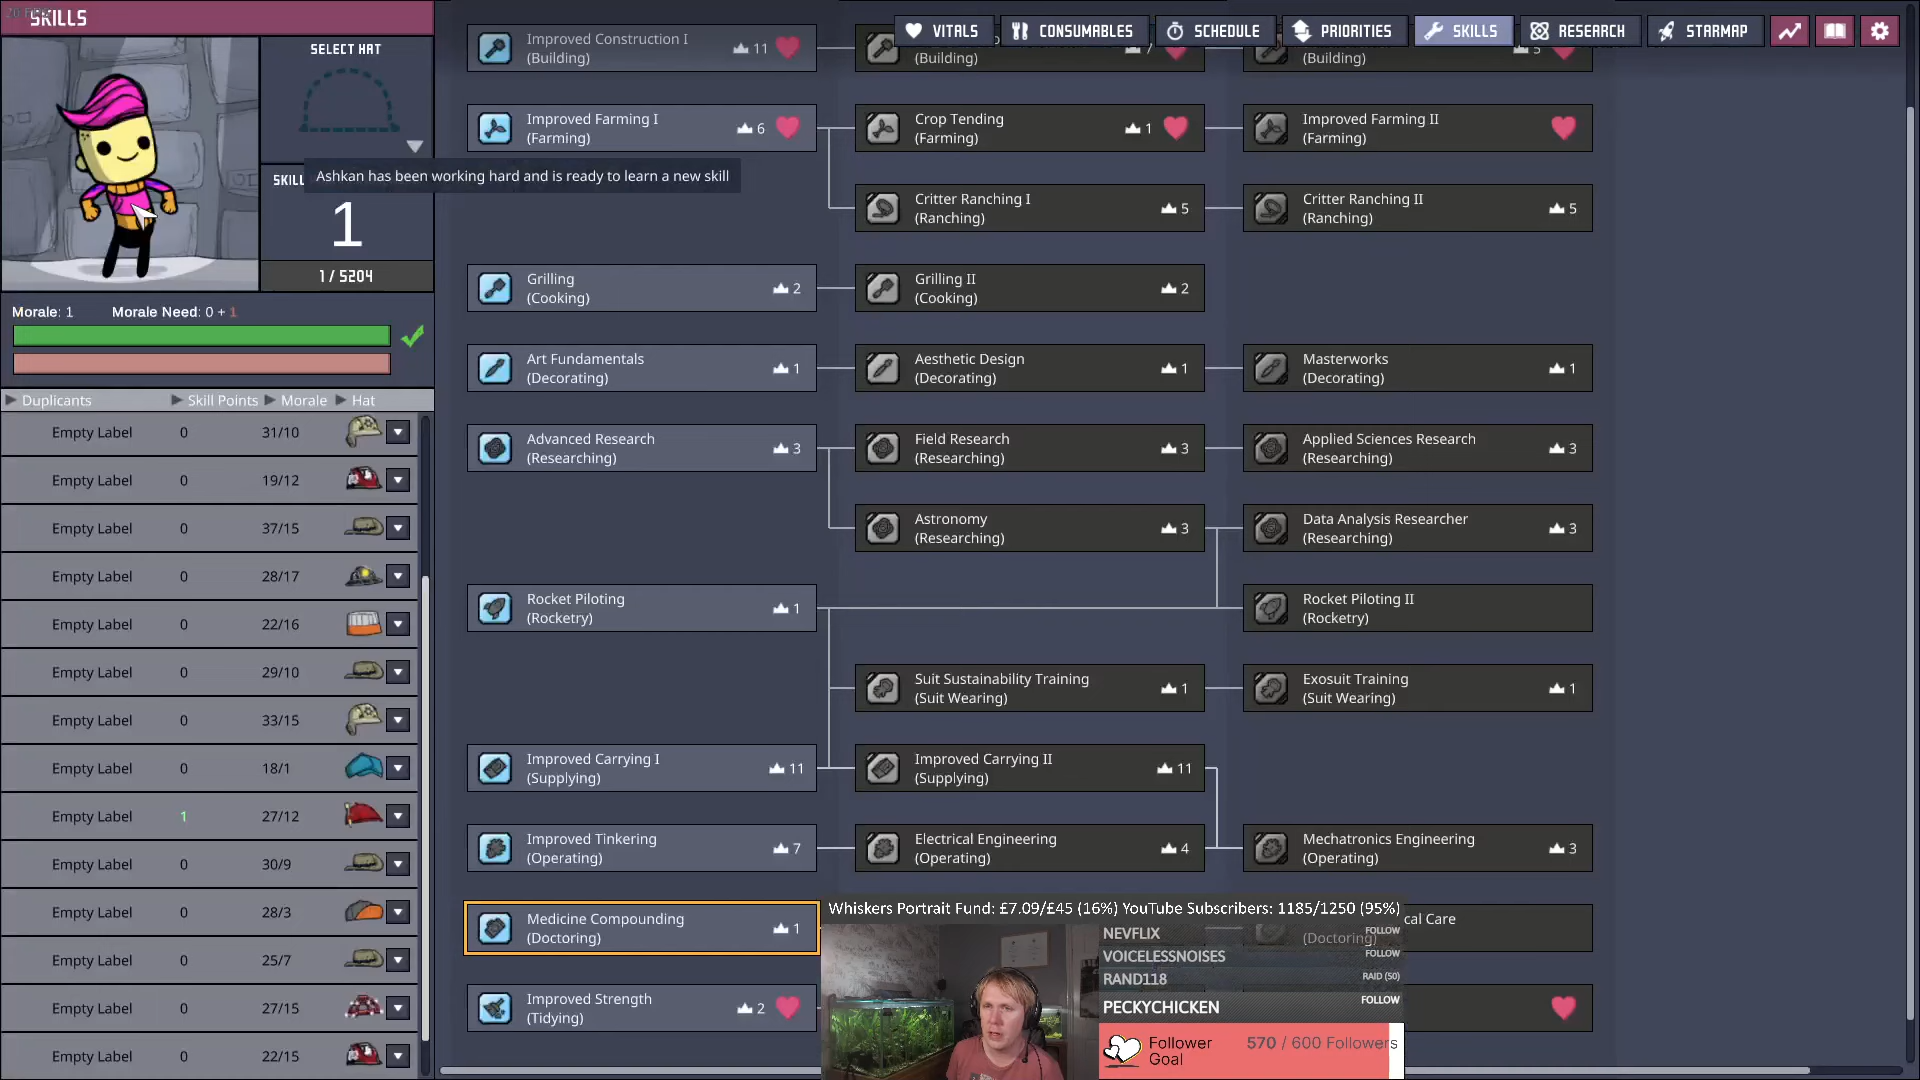 SKILLS
SELECT HAT
VITALS
CONSUMABLES
SCHEDULE
PRIORITIES
SKILLS
RESEARCH
STARMAP
Improved Construction I
(Building)
11
(Building)
7
(Building)
5
Improved Farming I
(Farming)
6
Crop Tending
(Farming)
1
Improved Farming II
(Farming)
Ashkan has been working hard and is ready to learn a new skill
SKILL
1
1 / 5204
Critter Ranching I
(Ranching)
5
Critter Ranching II
(Ranching)
5
Grilling
(Cooking)
2
Grilling II
(Cooking)
2
Morale: 1
Morale Need: 0 + 1
Art Fundamentals
(Decorating)
1
Aesthetic Design
(Decorating)
1
Masterworks
(Decorating)
1
Duplicants Skill Points Morale Hat
Empty Label 0 31/10
Empty Label 0 19/12
Empty Label 0 37/15
Empty Label 0 28/17
Empty Label 0 22/16
Empty Label 0 29/10
Empty Label 0 33/15
Empty Label 0 18/1
Empty Label 1 27/12
Empty Label 0 30/9
Empty Label 0 28/3
Empty Label 0 25/7
Empty Label 0 27/15
Empty Label 0 22/15
Advanced Research
(Researching)
3
Field Research
(Researching)
3
Applied Sciences Research
(Researching)
3
Astronomy
(Researching)
3
Data Analysis Researcher
(Researching)
3
Rocket Piloting
(Rocketry)
1
Rocket Piloting II
(Rocketry)
Suit Sustainability Training
(Suit Wearing)
1
Exosuit Training
(Suit Wearing)
1
Improved Carrying I
(Supplying)
11
Improved Carrying II
(Supplying)
11
Improved Tinkering
(Operating)
7
Electrical Engineering
(Operating)
4
Mechatronics Engineering
(Operating)
3
Medicine Compounding
(Doctoring)
1
Whiskers Portrait Fund: £7.09/£45 (16%) YouTube Subscribers: 1185/1250 (95%)
cal Care
(Doctoring)
NEVFLIX FOLLOW
VOICELESSNOISES FOLLOW
RAND118 RAID (50)
PECKYCHICKEN FOLLOW
Improved Strength
(Tidying)
2
Follower
Goal
570 / 600 Followers